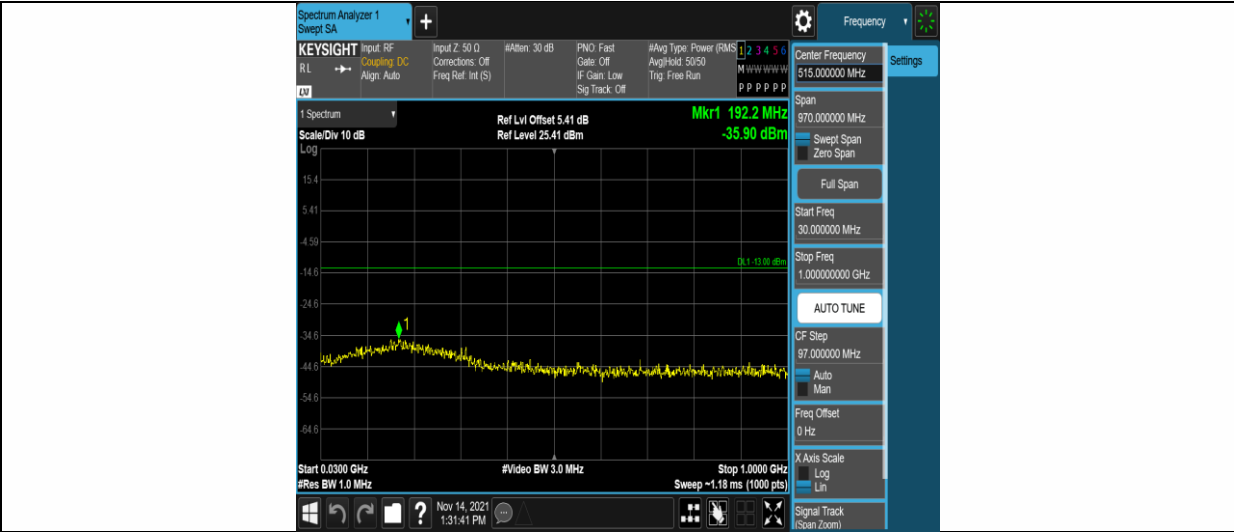 Spectrum Analyzer 1
Swept SA
+
Frequency
KEYSIGHT
RL
LXI
Input: RF
Coupling: DC
Align: Auto
Input Z: 50 Ω
Corrections: Off
Freq Ref: Int (S)
#Atten: 30 dB
PNO: Fast
Gate: Off
IF Gain: Low
Sig Track: Off
#Avg Type: Power (RMS
Avg|Hold: 50/50
Trig: Free Run
1 2 3 4 5 6
M W W W W W
P P P P P P
Center Frequency
515.000000 MHz
Settings
Span
970.000000 MHz
Swept Span
Zero Span
Full Span
Start Freq
30.000000 MHz
Stop Freq
1.000000000 GHz
AUTO TUNE
CF Step
97.000000 MHz
Auto
Man
Freq Offset
0 Hz
X Axis Scale
Log
Lin
Signal Track
(Span Zoom)
1 Spectrum
Scale/Div 10 dB
Ref Lvl Offset 5.41 dB
Ref Level 25.41 dBm
Mkr1 192.2 MHz
-35.90 dBm
Log
15.4
5.41
-4.59
DL1 -13.00 dBm
-14.6
-24.6
1
-34.6
-44.6
-54.6
-64.6
Start 0.0300 GHz
#Video BW 3.0 MHz
Stop 1.0000 GHz
#Res BW 1.0 MHz
Sweep ~1.18 ms (1000 pts)
?
Nov 14, 2021
1:31:41 PM